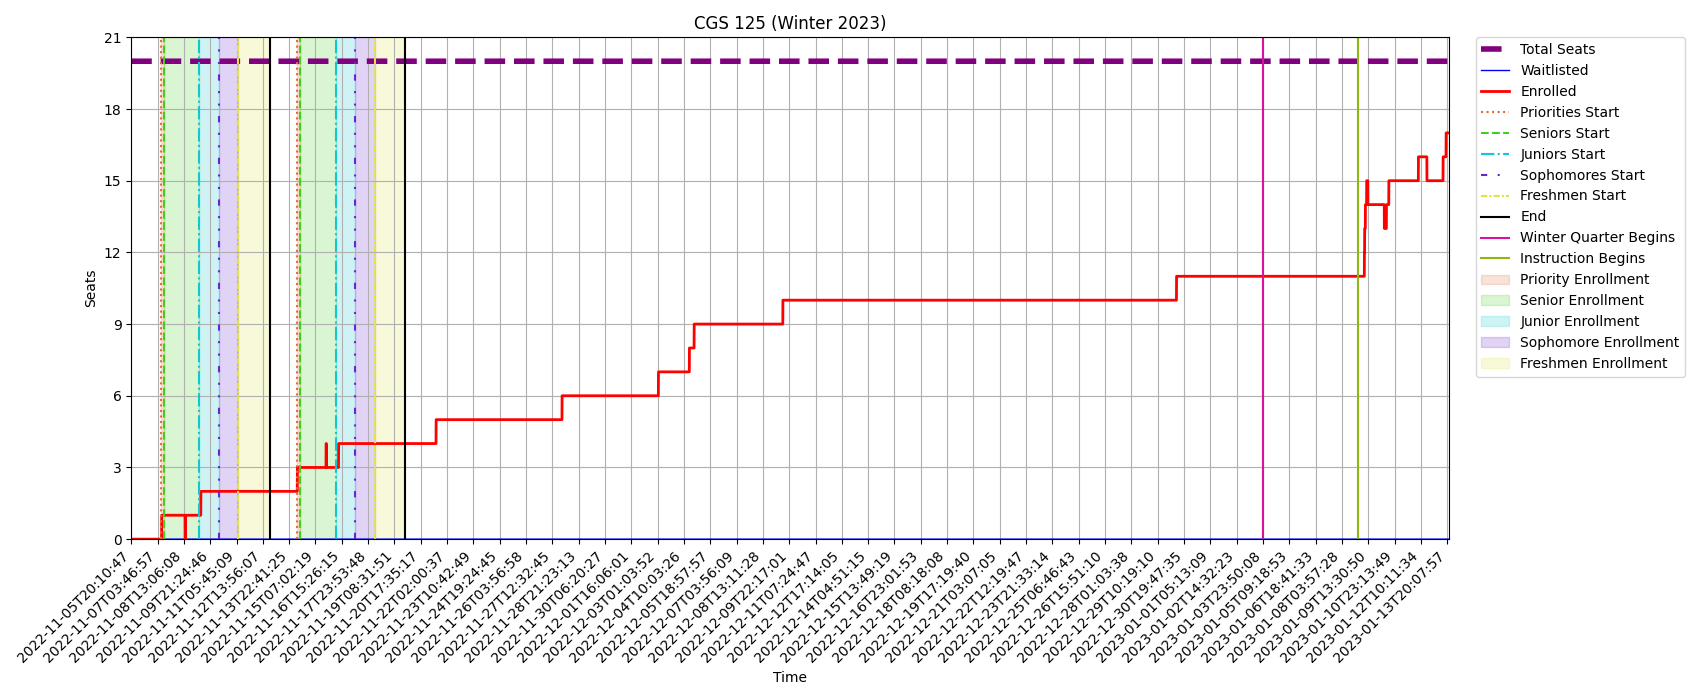 CGS 125 (Winter 2023)
21
18
15
12
9
6
3
0
Seats
2022-11-05T20:10:47
2022-11-07T03:46:57
2022-11-08T13:06:08
2022-11-09T21:24:46
2022-11-11T05:45:09
2022-11-12T13:56:07
2022-11-13T22:41:25
2022-11-15T07:02:19
2022-11-16T15:26:15
2022-11-17T23:53:48
2022-11-19T08:31:51
2022-11-20T17:35:17
2022-11-22T02:00:37
2022-11-23T10:42:49
2022-11-24T19:24:45
2022-11-26T03:56:58
2022-11-27T12:32:45
2022-11-28T21:23:13
2022-11-30T06:20:27
2022-12-01T16:06:01
2022-12-03T01:03:52
2022-12-04T10:03:26
2022-12-05T18:57:57
2022-12-07T03:56:09
2022-12-08T13:11:28
2022-12-09T22:17:01
2022-12-11T07:24:47
2022-12-12T17:14:05
2022-12-14T04:51:15
2022-12-15T13:49:19
2022-12-16T23:01:53
2022-12-18T08:18:08
2022-12-19T17:19:40
2022-12-21T03:07:05
2022-12-22T12:19:47
2022-12-23T21:33:14
2022-12-25T06:46:43
2022-12-26T15:51:10
2022-12-28T01:03:38
2022-12-29T10:19:10
2022-12-30T19:47:35
2023-01-01T05:13:09
2023-01-02T14:32:23
2023-01-03T23:50:08
2023-01-05T09:18:53
2023-01-06T18:41:33
2023-01-08T03:57:28
2023-01-09T13:30:50
2023-01-10T23:13:49
2023-01-12T10:11:34
2023-01-13T20:07:57
Time
Total Seats
Waitlisted
Enrolled
Priorities Start
Seniors Start
Juniors Start
Sophomores Start
Freshmen Start
End
Winter Quarter Begins
Instruction Begins
Priority Enrollment
Senior Enrollment
Junior Enrollment
Sophomore Enrollment
Freshmen Enrollment